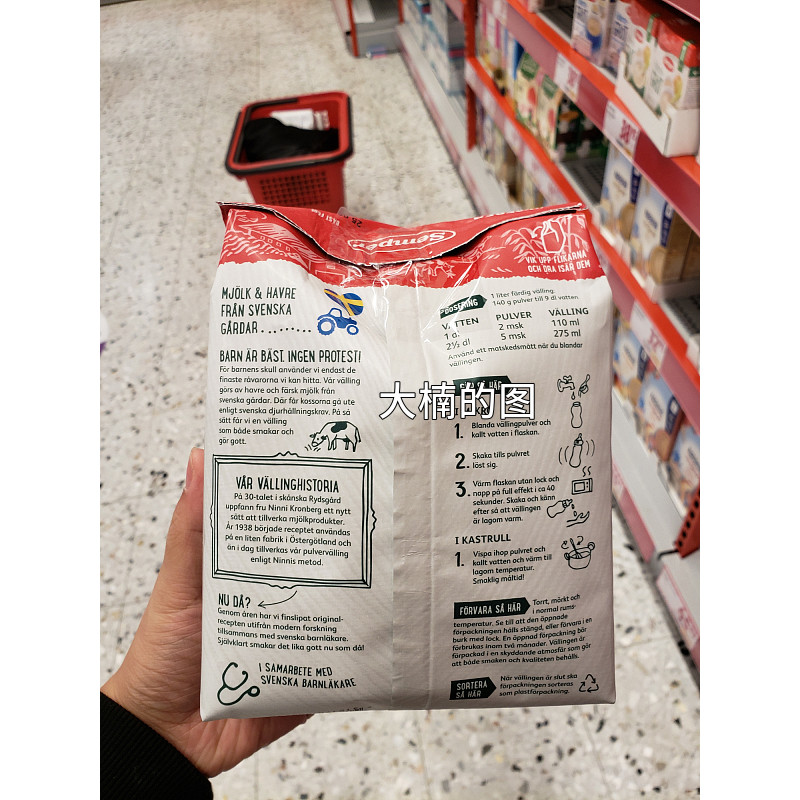 Semper
VIK UPP FLIKARNA
OCH DRA ISÄR DEM
MJÖLK & HAVRE
FRÅN SVENSKA
GÅRDAR.........
BARN ÄR BÄST. INGEN PROTEST!
För barnens skull använder vi endast de
finaste råvarorna vi kan hitta. Vår välling
görs av havre och färsk mjölk från
svenska gårdar. Där får kossorna gå ute
enligt svenska djurhållningskrav. På så
sätt får vi en välling
som både smakar och
gör gott.
VÅR VÄLLINGHISTORIA
På 30-talet i skånska Rydsgård
uppfann fru Ninni Kronberg ett nytt
sätt att tillverka mjölkprodukter.
År 1938 började receptet användas
på en liten fabrik i Östergötland och
än i dag tillverkas vår pulvervälling
enligt Ninnis metod.
NU DÅ?
Genom åren har vi finslipat original-
recepten utifrån modern forskning
tillsammans med svenska barnläkare.
Självklart smakar det lika gott nu som då!
I SAMARBETE MED
SVENSKA BARNLÄKARE
DOSERING
1 liter färdig välling.
140 g pulver till 9 dl vatten.
VATTEN PULVER VÄLLING
1 dl 2 msk 110 ml
2½ dl 5 msk 275 ml
Använd ett matskedsmått när du blandar
vällingen.
GÖR SÅ HÄR
大楠的图
1. Blanda vällingpulver och
kallt vatten i flaskan.
2. Skaka tills pulvret
löst sig.
3. Värm flaskan utan lock och
napp på full effekt i ca 40
sekunder. Skaka och känn
efter så att vällingen
är lagom varm.
I KASTRULL
1. Vispa ihop pulvret och
kallt vatten och värm till
lagom temperatur.
Smaklig måltid!
FÖRVARA SÅ HÄR
Torrt, mörkt och
i normal rums-
temperatur. Se till att den öppnade
förpackningen hålls stängd, eller förvara i en
burk med lock. En öppnad förpackning bör
förbrukas inom två månader. Vällingen är
förpackad i en skyddande atmosfär som gör
att både smaken och kvaliteten behålls.
SORTERA
SÅ HÄR
När vällingen är slut ska
förpackningen sorteras
som plastförpackning.